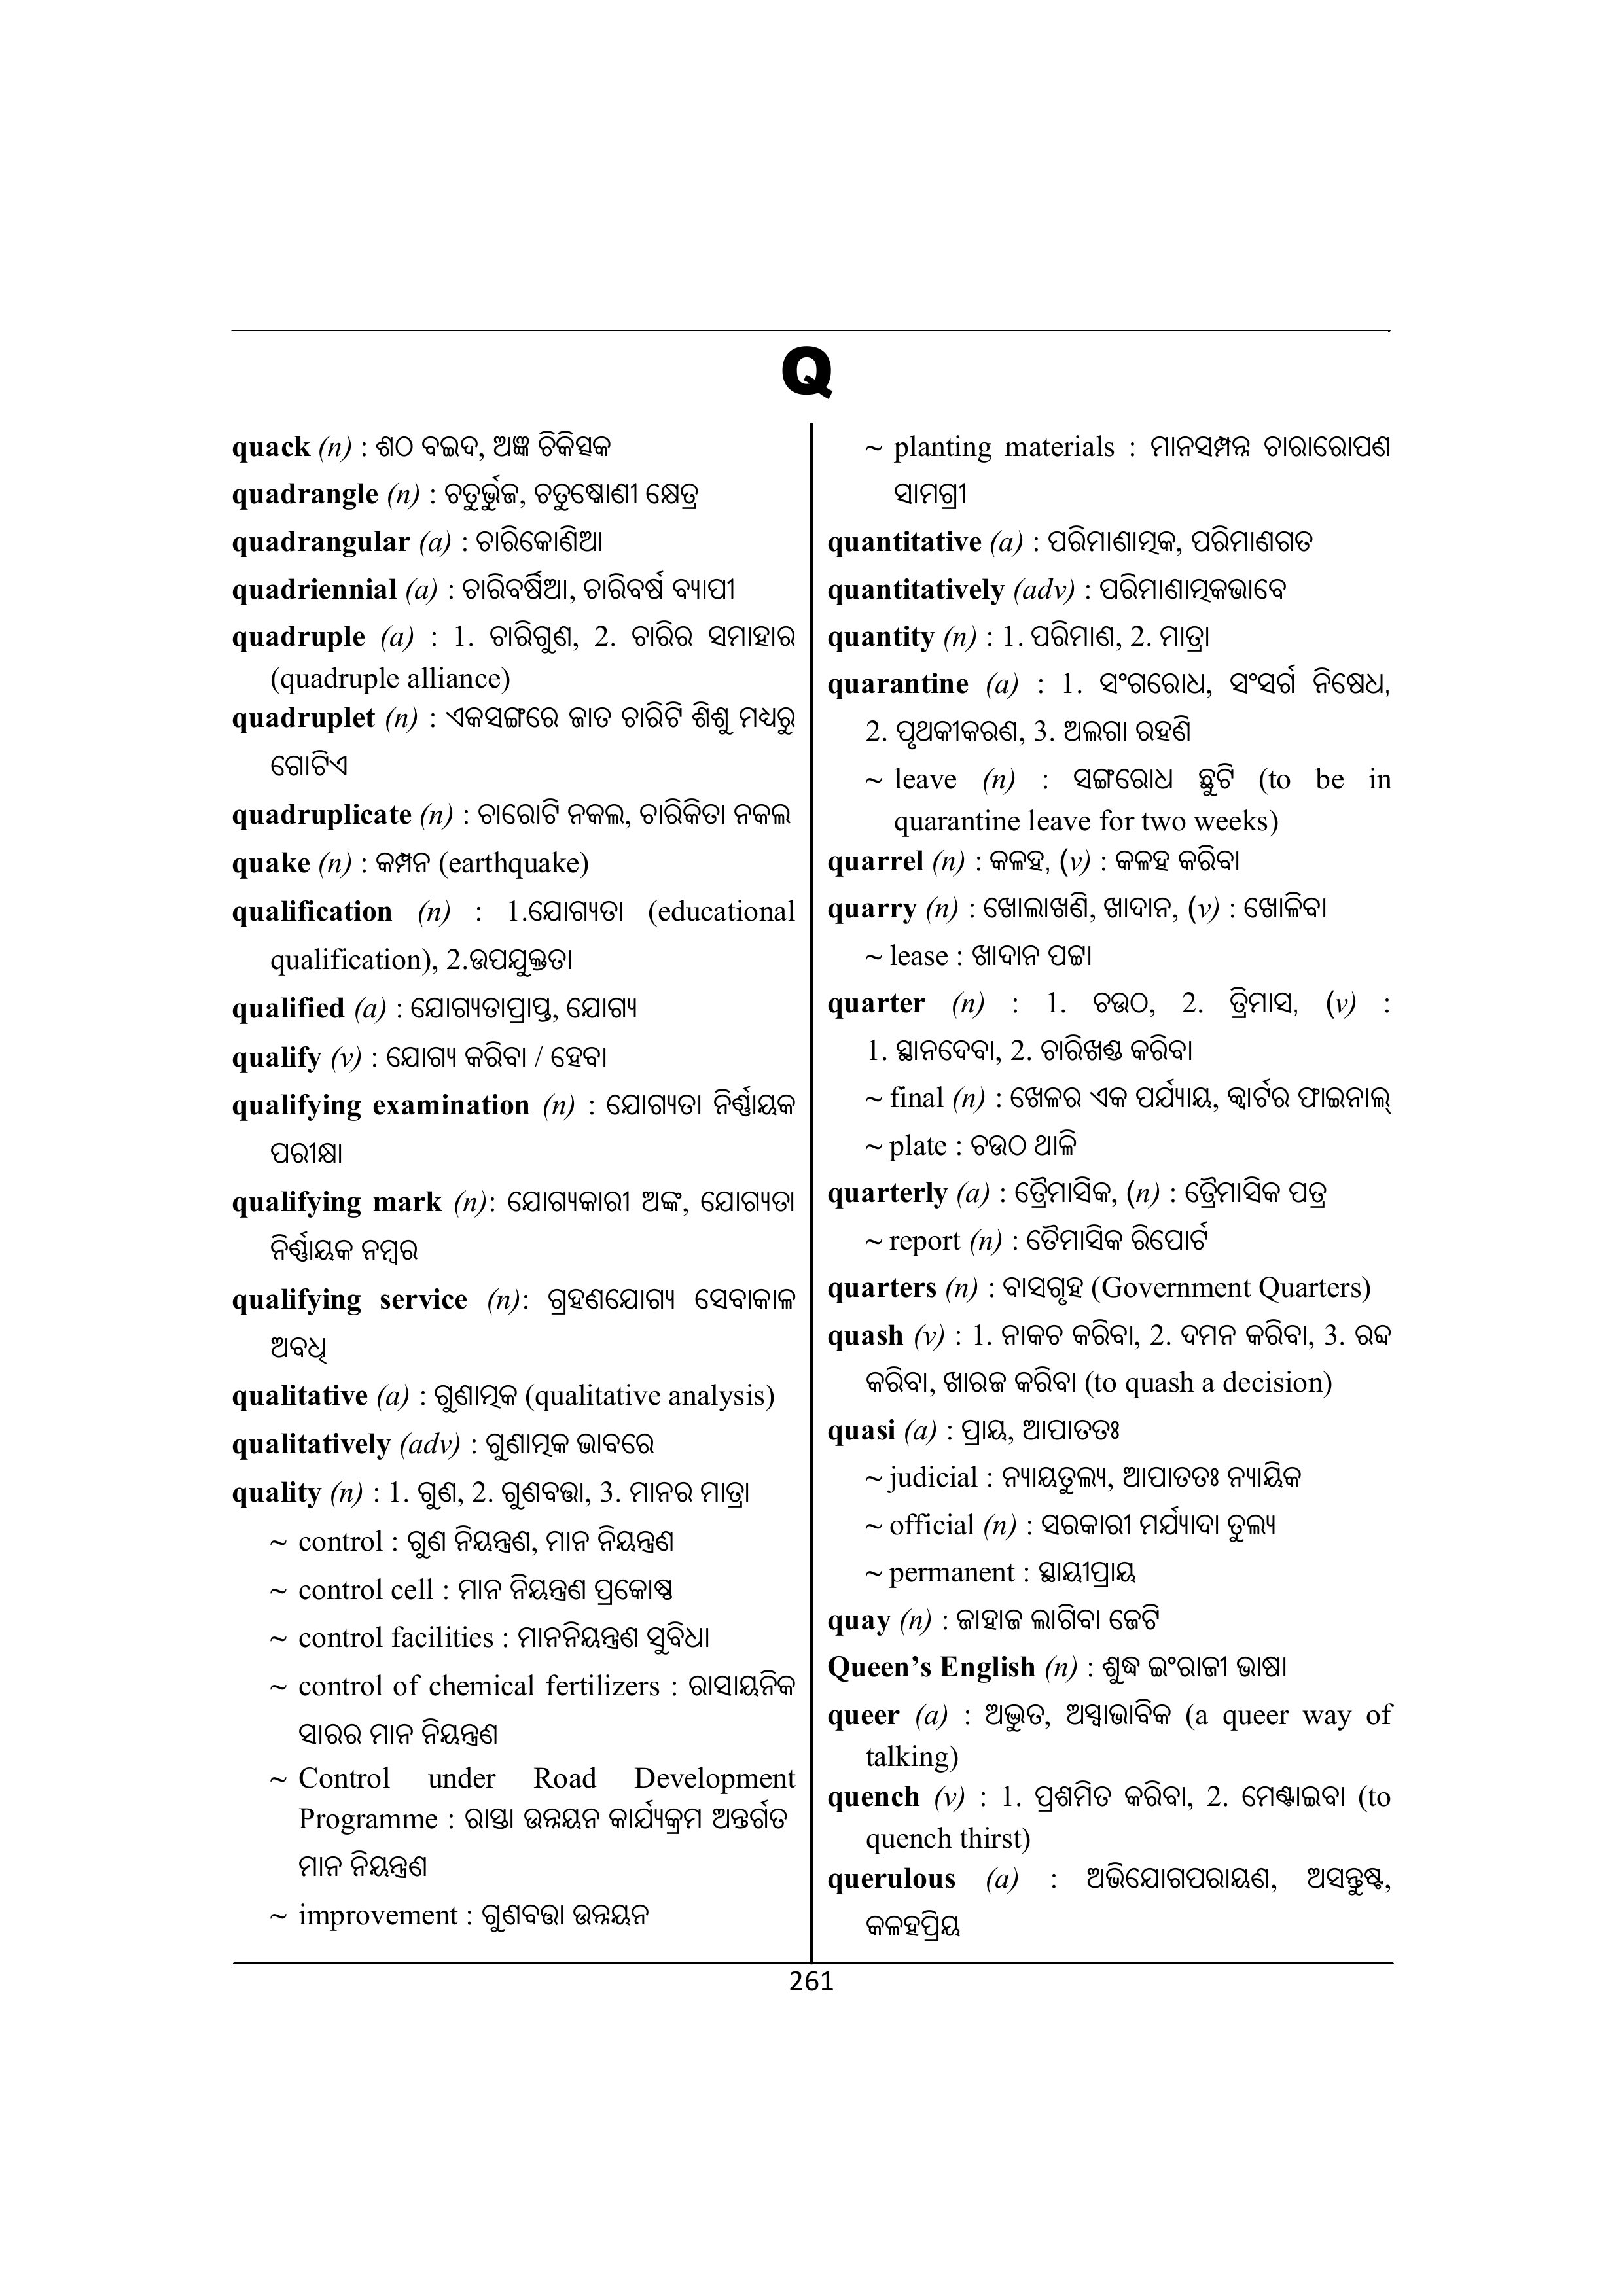 Q
quack (n) : ଶଠ ବଇଦ, ଅଜ୍ଞ ଚିକିତ୍ସକ
quadrangle (n) : ଚତୁର୍ଭୁଜ, ଚତୁଷ୍କୋଣୀ କ୍ଷେତ୍ର
quadrangular (a) : ଚାରିକୋଣିଆ
quadriennial (a) : ଚାରିବର୍ଷିଆ, ଚାରିବର୍ଷ ବ୍ୟାପୀ
quadruple (a) : 1. ଚାରିଗୁଣ, 2. ଚାରିର ସମାହାର
(quadruple alliance)
quadruplet (n) : ଏକସଙ୍ଗରେ ଜାତ ଚାରିଟି ଶିଶୁ ମଧ୍ୟରୁ
ଗୋଟିଏ
quadruplicate (n) : ଚାରୋଟି ନକଲ, ଚାରିକିତା ନକଲ
quake (n) : କମ୍ପନ (earthquake)
qualification (n) : 1.ଯୋଗ୍ୟତା (educational
qualification), 2.ଉପଯୁକ୍ତତା
qualified (a) : ଯୋଗ୍ୟତାପ୍ରାପ୍ତ, ଯୋଗ୍ୟ
qualify (v) : ଯୋଗ୍ୟ କରିବା / ହେବା
qualifying examination (n) : ଯୋଗ୍ୟତା ନିର୍ଣ୍ଣାୟକ
ପରୀକ୍ଷା
qualifying mark (n): ଯୋଗ୍ୟକାରୀ ଅଙ୍କ, ଯୋଗ୍ୟତା
ନିର୍ଣ୍ଣାୟକ ନମ୍ବର
qualifying service (n): ଗ୍ରହଣଯୋଗ୍ୟ ସେବାକାଳ
ଅବଧି
qualitative (a) : ଗୁଣାତ୍ମକ (qualitative analysis)
qualitatively (adv) : ଗୁଣାତ୍ମକ ଭାବରେ
quality (n) : 1. ଗୁଣ, 2. ଗୁଣବତ୍ତା, 3. ମାନର ମାତ୍ରା
~ control : ଗୁଣ ନିୟନ୍ତ୍ରଣ, ମାନ ନିୟନ୍ତ୍ରଣ
~ control cell : ମାନ ନିୟନ୍ତ୍ରଣ ପ୍ରକୋଷ୍ଠ
~ control facilities : ମାନନିୟନ୍ତ୍ରଣ ସୁବିଧା
~ control of chemical fertilizers : ରାସାୟନିକ
ସାରର ମାନ ନିୟନ୍ତ୍ରଣ
~ Control under Road Development
Programme : ରାସ୍ତା ଉନ୍ନୟନ କାର୍ଯ୍ୟକ୍ରମ ଅନ୍ତର୍ଗତ
ମାନ ନିୟନ୍ତ୍ରଣ
~ improvement : ଗୁଣବତ୍ତା ଉନ୍ନୟନ
~ planting materials : ମାନସମ୍ପନ୍ନ ଚାରାରୋପଣ
ସାମଗ୍ରୀ
quantitative (a) : ପରିମାଣାତ୍ମକ, ପରିମାଣଗତ
quantitatively (adv) : ପରିମାଣାତ୍ମକଭାବେ
quantity (n) : 1. ପରିମାଣ, 2. ମାତ୍ରା
quarantine (a) : 1. ସଂଗରୋଧ, ସଂସର୍ଗ ନିଷେଧ,
2. ପୃଥକୀକରଣ, 3. ଅଲଗା ରହଣି
~ leave (n) : ସଙ୍ଗରୋଧ ଛୁଟି (to be in
quarantine leave for two weeks)
quarrel (n) : କଳହ, (v) : କଳହ କରିବା
quarry (n) : ଖୋଲାଖଣି, ଖାଦାନ, (v) : ଖୋଳିବା
~ lease : ଖାଦାନ ପଟ୍ଟା
quarter (n) : 1. ଚଉଠ, 2. ତ୍ରିମାସ, (v) :
1. ସ୍ଥାନଦେବା, 2. ଚାରିଖଣ୍ଡ କରିବା
~ final (n) : ଖେଳର ଏକ ପର୍ଯ୍ୟାୟ, କ୍ୱାର୍ଟର ଫାଇନାଲ୍
~ plate : ଚଉଠ ଥାଳି
quarterly (a) : ତ୍ରୈମାସିକ, (n) : ତ୍ରୈମାସିକ ପତ୍ର
~ report (n) : ତୈମାସିକ ରିପୋର୍ଟ
quarters (n) : ବାସଗୃହ (Government Quarters)
quash (v) : 1. ନାକଚ କରିବା, 2. ଦମନ କରିବା, 3. ରଦ୍ଦ
କରିବା, ଖାରଜ କରିବା (to quash a decision)
quasi (a) : ପ୍ରାୟ, ଆପାତତଃ
~ judicial : ନ୍ୟାୟତୁଲ୍ୟ, ଆପାତତଃ ନ୍ୟାୟିକ
~ official (n) : ସରକାରୀ ମର୍ଯ୍ୟାଦା ତୁଲ୍ୟ
~ permanent : ସ୍ଥାୟୀପ୍ରାୟ
quay (n) : ଜାହାଜ ଲାଗିବା ଜେଟି
Queen’s English (n) : ଶୁଦ୍ଧ ଇଂରାଜୀ ଭାଷା
queer (a) : ଅଦ୍ଭୁତ, ଅସ୍ୱାଭାବିକ (a queer way of
talking)
quench (v) : 1. ପ୍ରଶମିତ କରିବା, 2. ମେଣ୍ଟାଇବା (to
quench thirst)
querulous (a) : ଅଭିଯୋଗପରାୟଣ, ଅସନ୍ତୁଷ୍ଟ,
କଳହପ୍ରିୟ
261